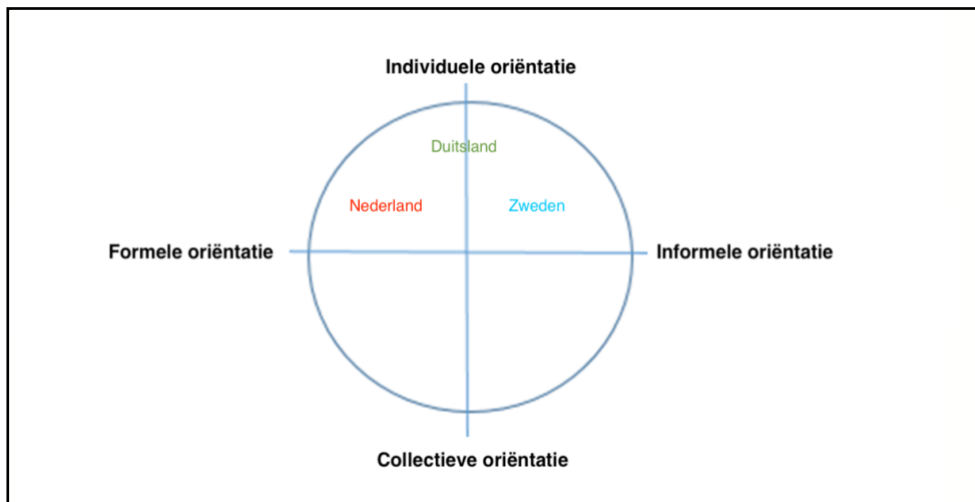 Individuele oriëntatie
Duitsland
Nederland
Zweden
Formele oriëntatie
Informele oriëntatie
Collectieve oriëntatie